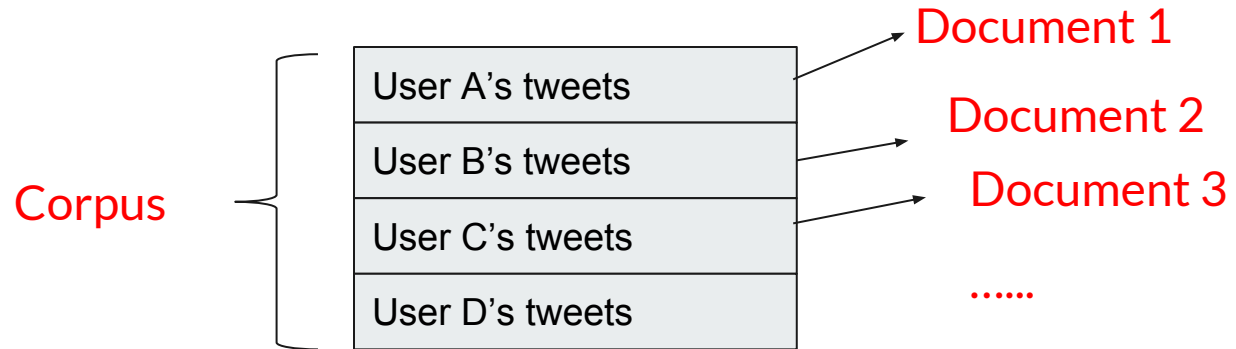 Document 1
User A’s tweets
Document 2
User B’s tweets
Document 3
Corpus
User C’s tweets
…...
User D’s tweets